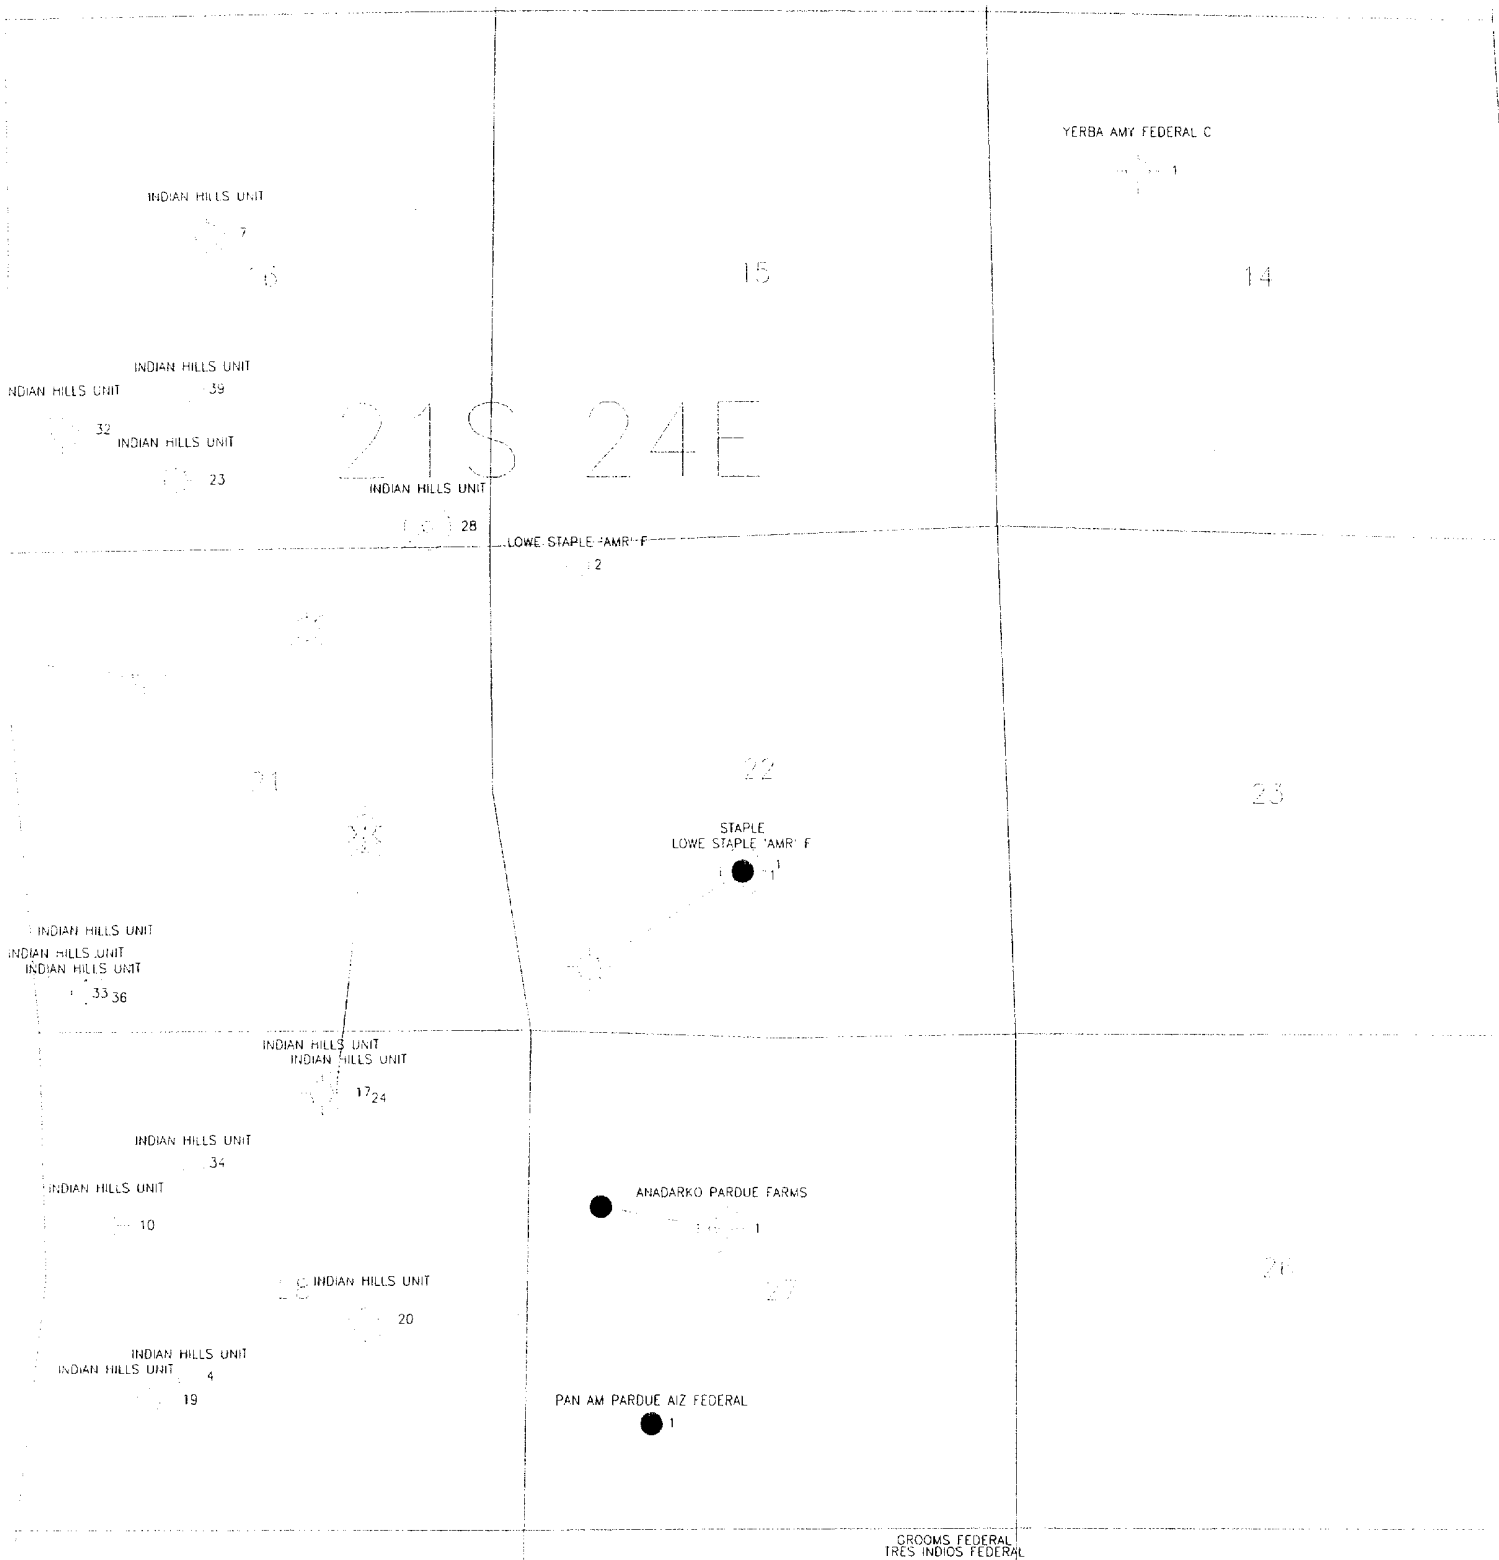 YERBA AMY FEDERAL C
1
INDIAN HILLS UNIT
7
16
15
14
INDIAN HILLS UNIT
39
NDIAN HILLS UNIT
32
INDIAN HILLS UNIT
23
21S 24E
INDIAN HILLS UNIT
28
LOWE STAPLE 'AMR' F
2
21
22
23
STAPLE
LOWE STAPLE 'AMR' F
1
1
INDIAN HILLS UNIT
INDIAN HILLS UNIT
INDIAN HILLS UNIT
33 36
INDIAN HILLS UNIT
INDIAN HILLS UNIT
17 24
INDIAN HILLS UNIT
34
INDIAN HILLS UNIT
10
ANADARKO PARDUE FARMS
1
28
INDIAN HILLS UNIT
20
27
26
INDIAN HILLS UNIT
4
INDIAN HILLS UNIT
19
PAN AM PARDUE AIZ FEDERAL
1
GROOMS FEDERAL
TRES INDIOS FEDERAL